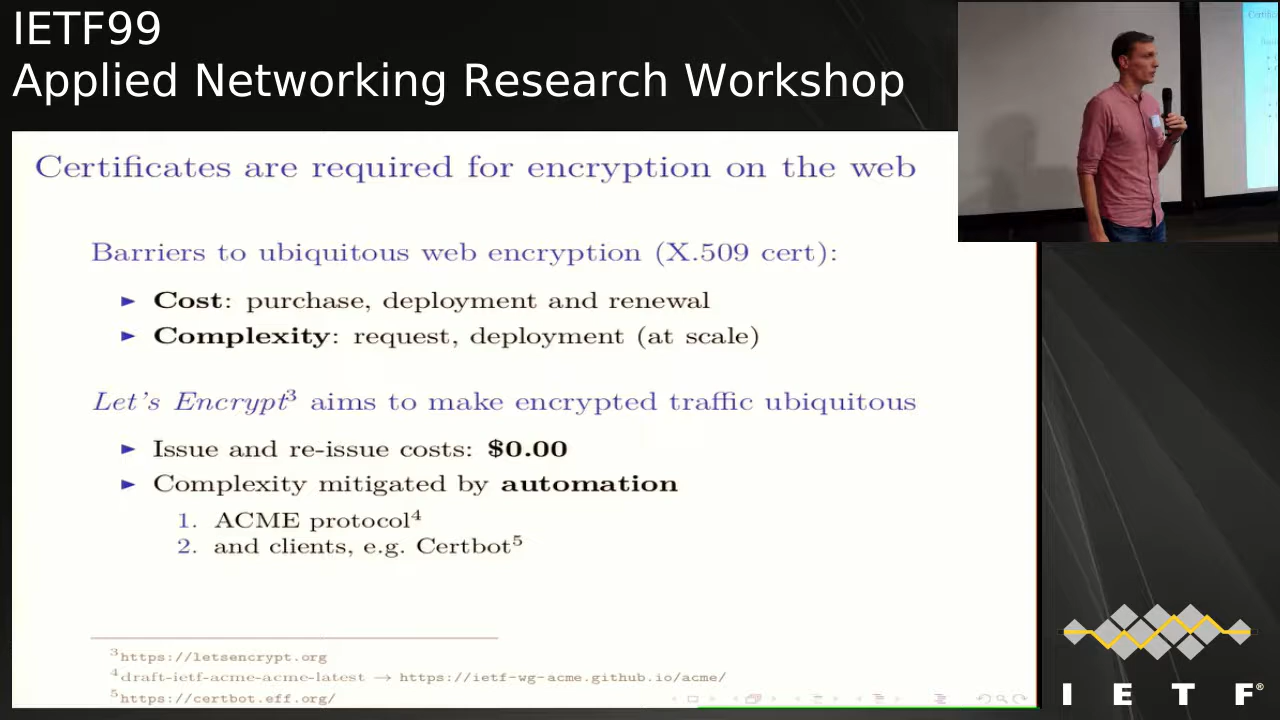 IETF99
Applied Networking Research Workshop
Certificates are required for encryption on the web
Barriers to ubiquitous web encryption (X.509 cert):
► Cost: purchase, deployment and renewal
► Complexity: request, deployment (at scale)
Let's Encrypt³ aims to make encrypted traffic ubiquitous
► Issue and re-issue costs: $0.00
► Complexity mitigated by automation
1. ACME protocol⁴
2. and clients, e.g. Certbot⁵
³https://letsencrypt.org
⁴draft-ietf-acme-acme-latest → https://ietf-wg-acme.github.io/acme/
⁵https://certbot.eff.org/
I E T F®